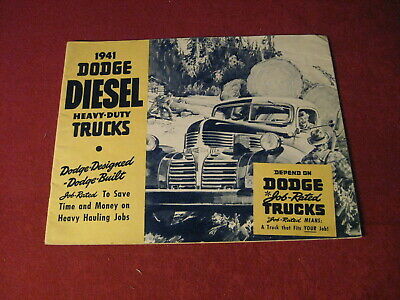 1941
DODGE
DIESEL
HEAVY-DUTY
TRUCKS
Dodge-Designed
-Dodge-Built
Job-Rated To Save
Time and Money on
Heavy Hauling Jobs
DEPEND ON
DODGE
Job-Rated
TRUCKS
Job-Rated MEANS:
A Truck that Fits YOUR Job!